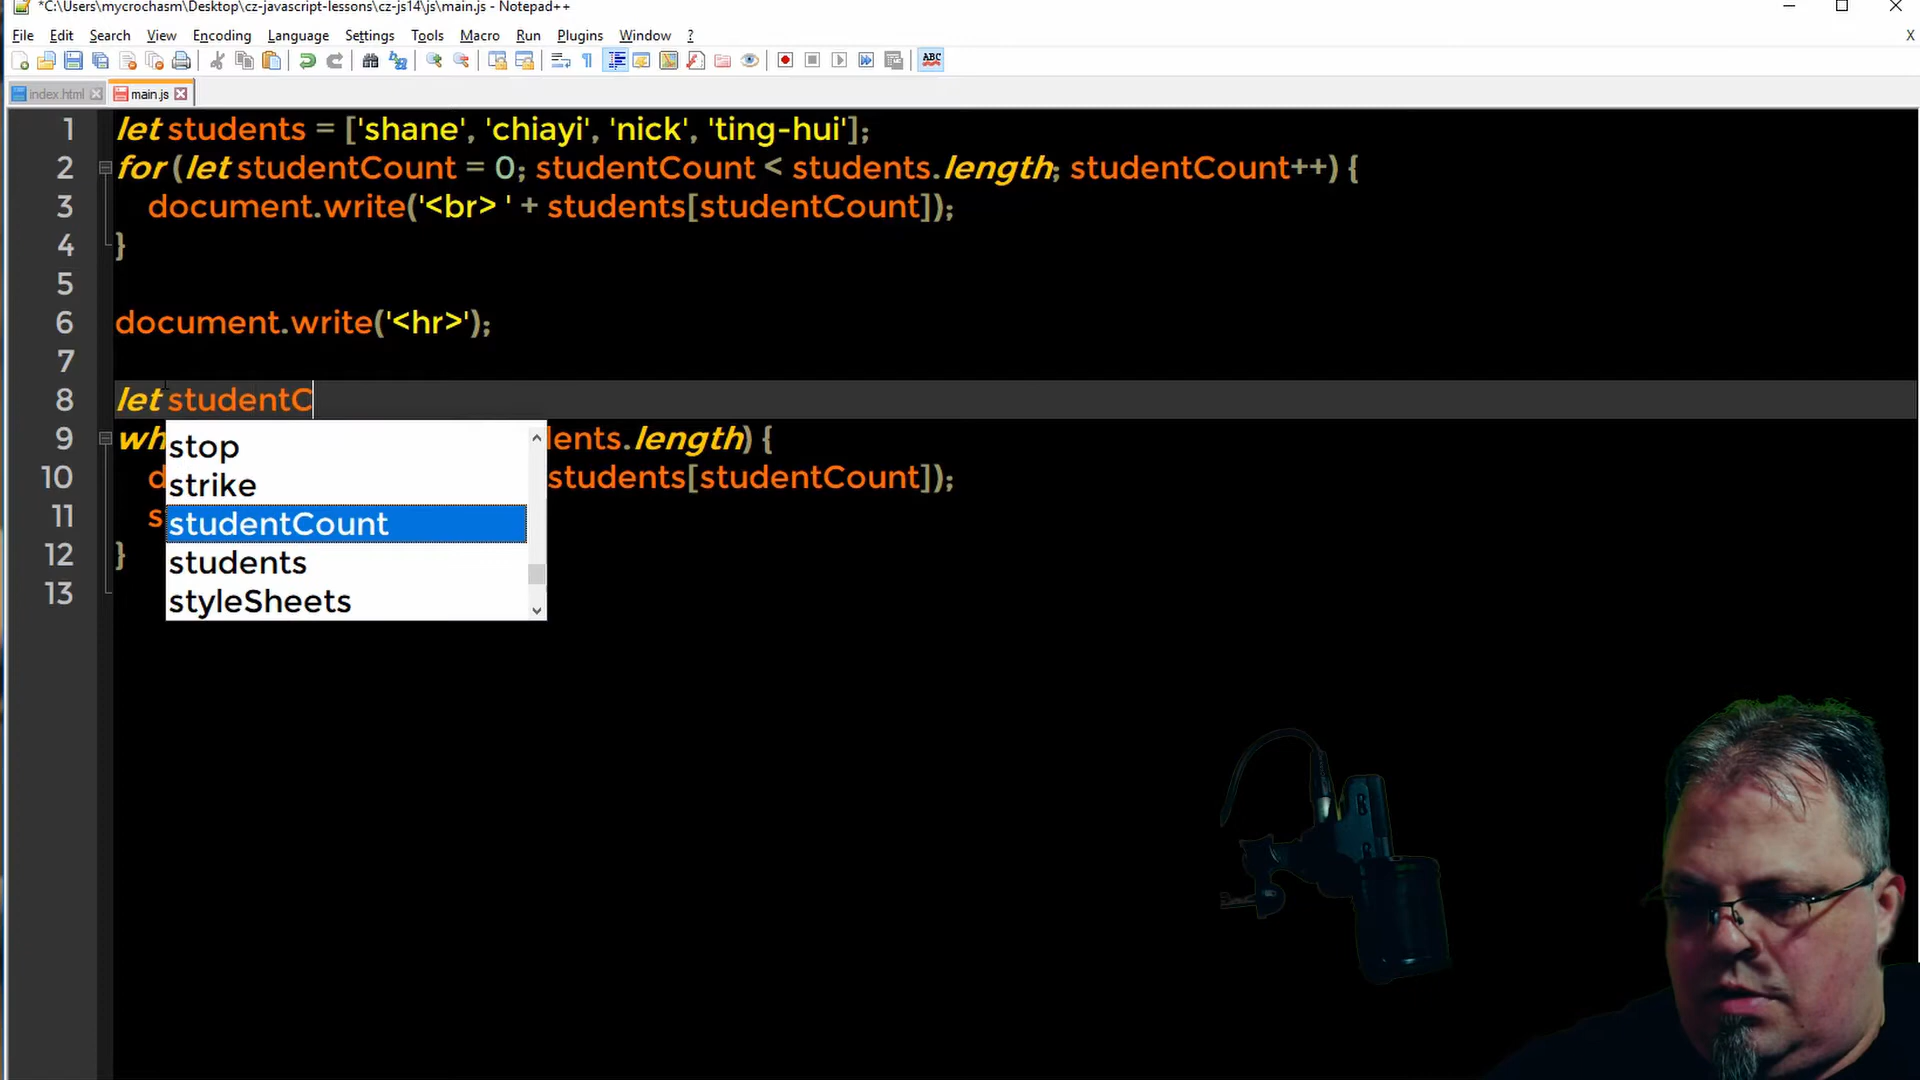 *C:\Users\mycrochasm\Desktop\cz-javascript-lessons\cz-js14\js\main.js - Notepad++
File Edit Search View Encoding Language Settings Tools Macro Run Plugins Window ? X
ABC
index.html main.js
1 let students = ['shane', 'chiayi', 'nick', 'ting-hui'];
2 for (let studentCount = 0; studentCount < students.length; studentCount++) {
3 document.write('<br> ' + students[studentCount]);
4 }
5
6 document.write('<hr>');
7
8 let studentC
9 wh dents.length) {
10 d students[studentCount]);
11 s
12 }
13
stop
strike
studentCount
students
styleSheets